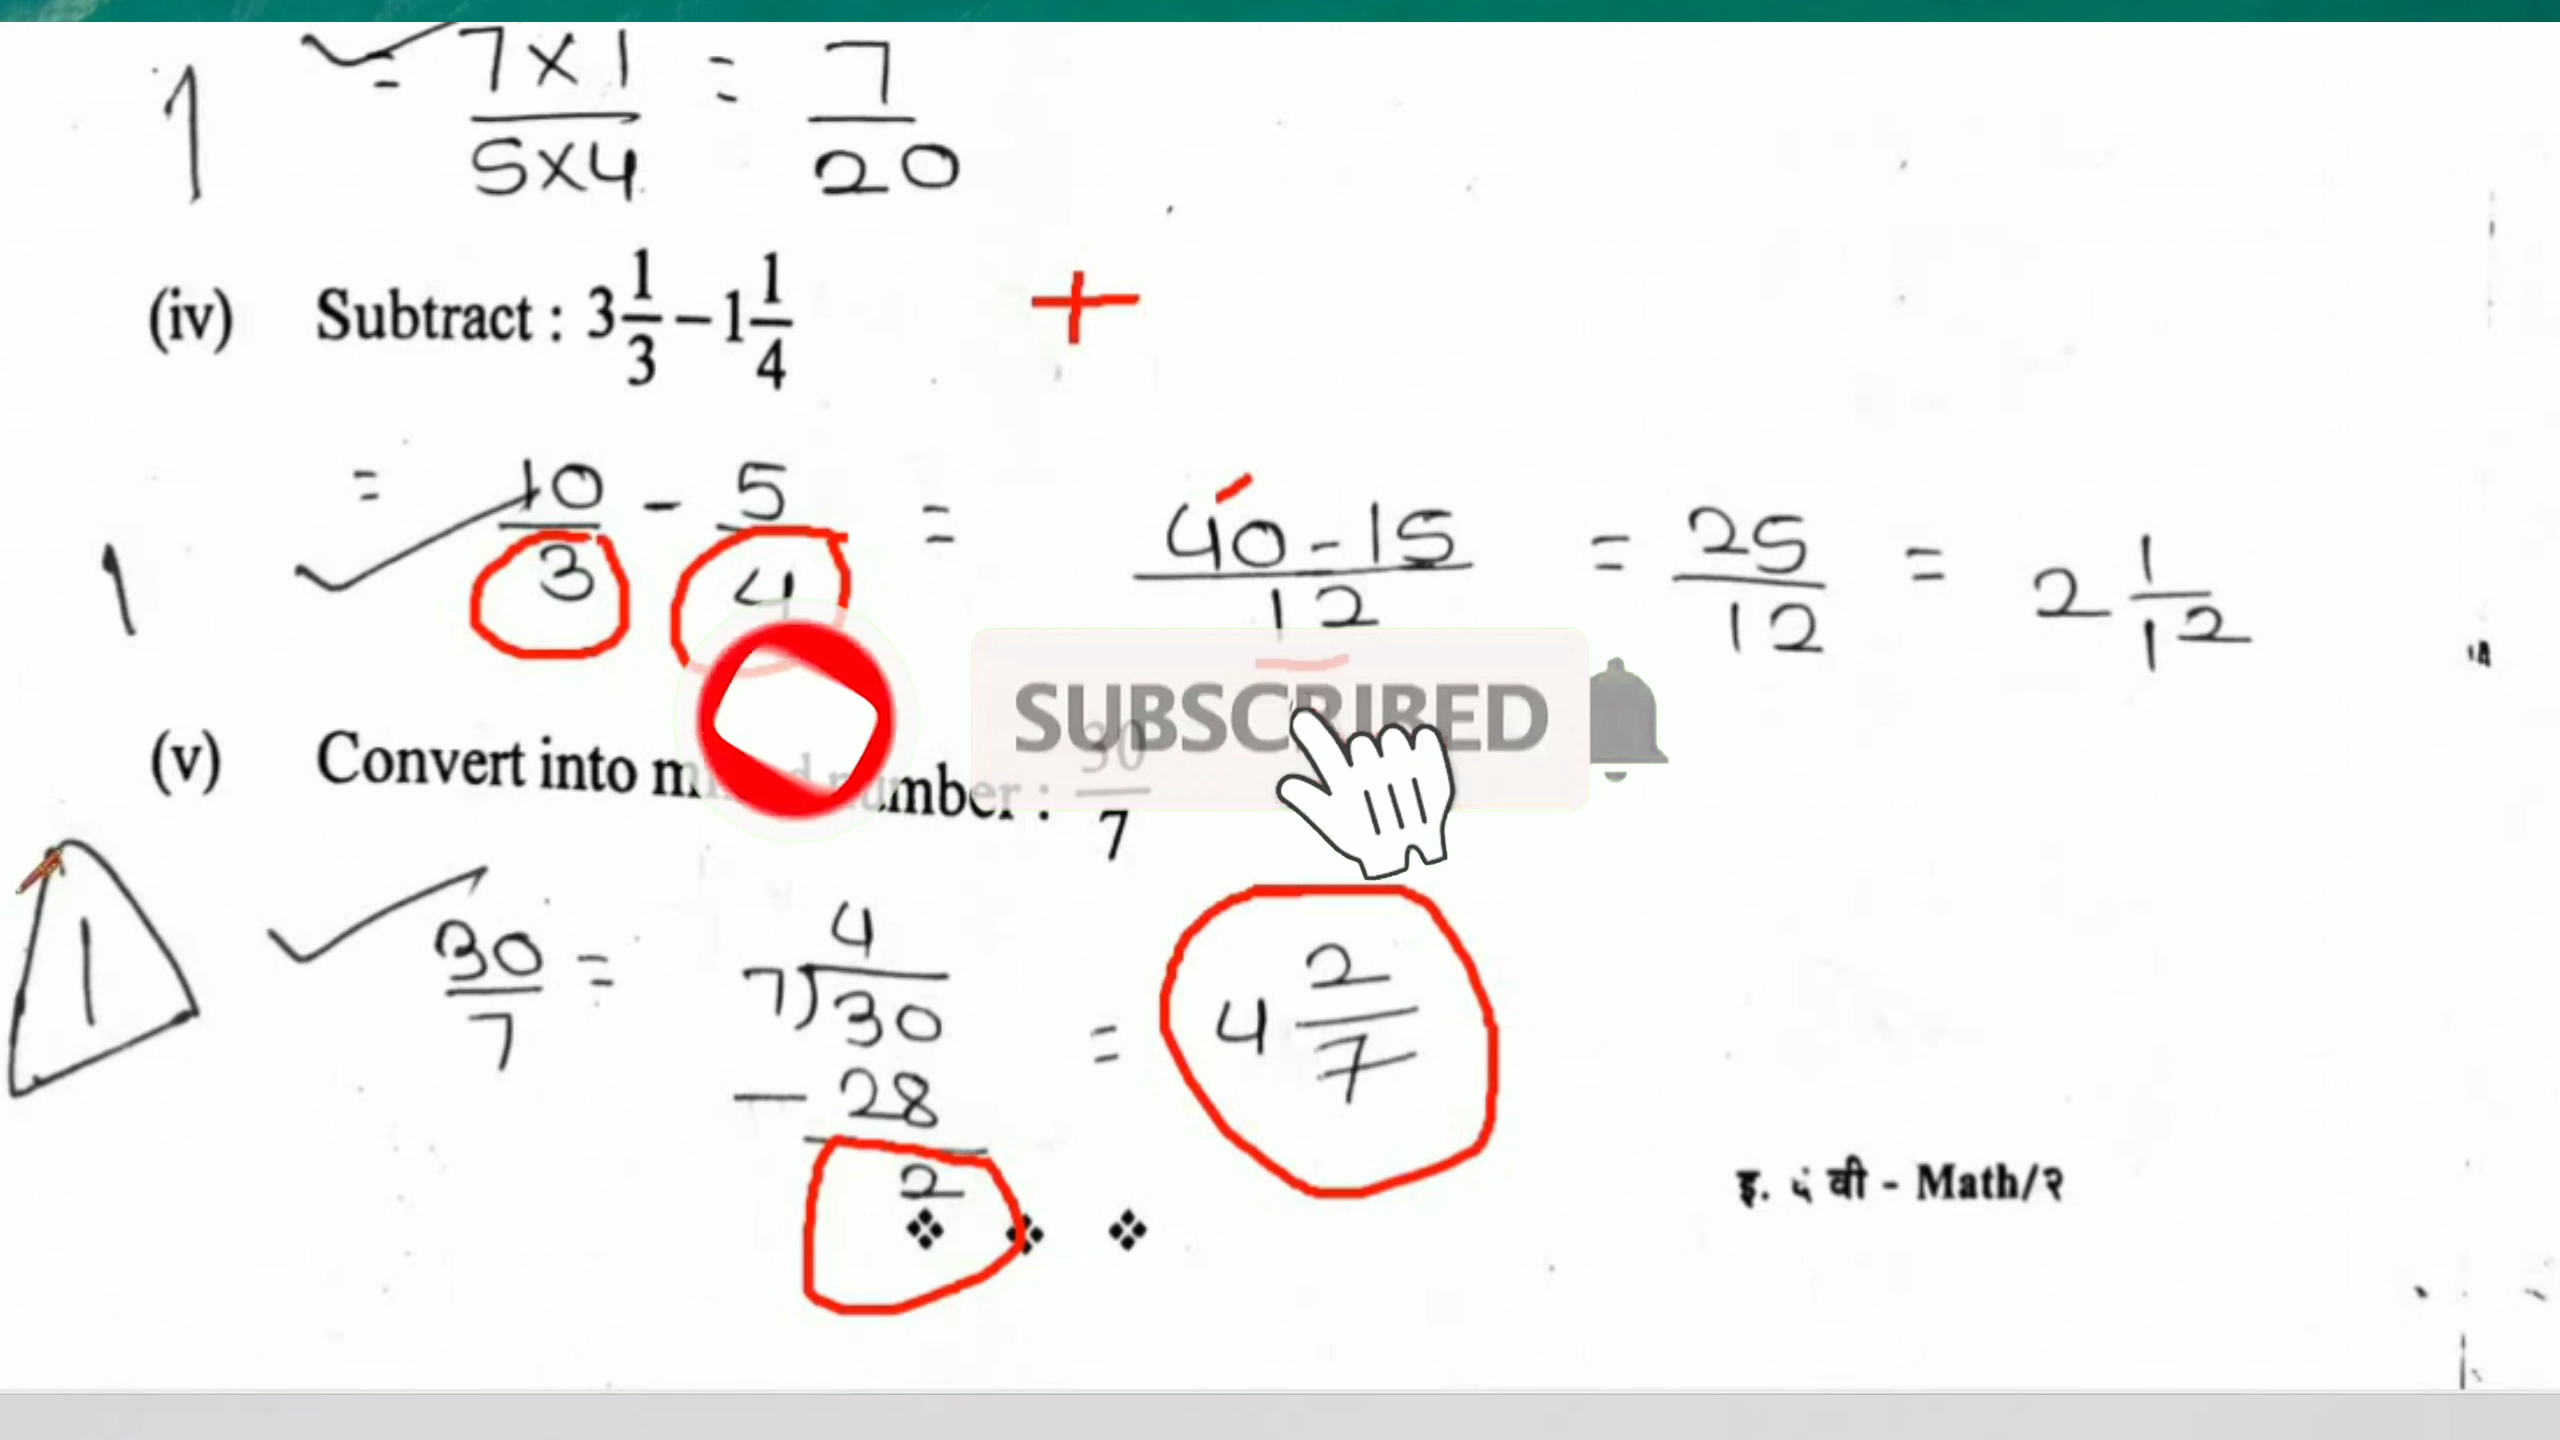 1 = 7×1/5×4 = 7/20
(iv) Subtract : 3 1/3 − 1 1/4 +
1 = 10/3 - 5/4 = 40-15/12 = 25/12 = 2 1/12
SUBSCRIBED
(v) Convert into number : 30/7
1 30/7 = 4
7)30 = 4 2/7
- 28
2
इ. ५ वी - Math/२